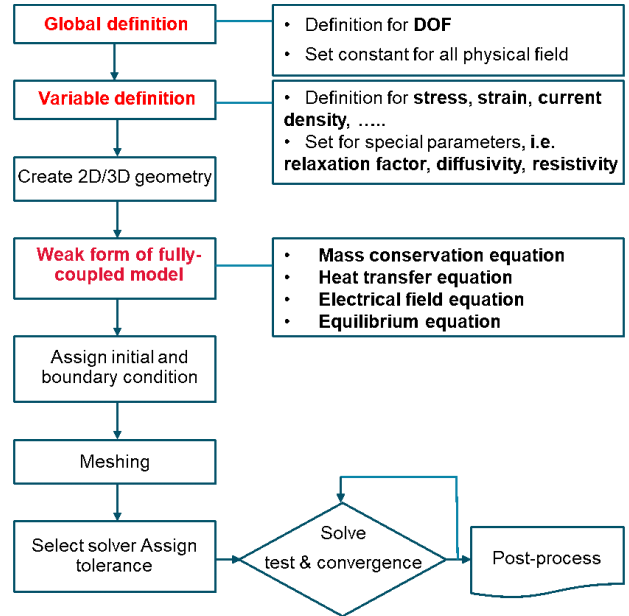 Global definition
• Definition for DOF
• Set constant for all physical field
Variable definition
• Definition for stress, strain, current
density, .....
• Set for special parameters, i.e.
relaxation factor, diffusivity, resistivity
Create 2D/3D geometry
Weak form of fully-
coupled model
• Mass conservation equation
• Heat transfer equation
• Electrical field equation
• Equilibrium equation
Assign initial and
boundary condition
Meshing
Select solver Assign
tolerance
Solve
test & convergence
Post-process